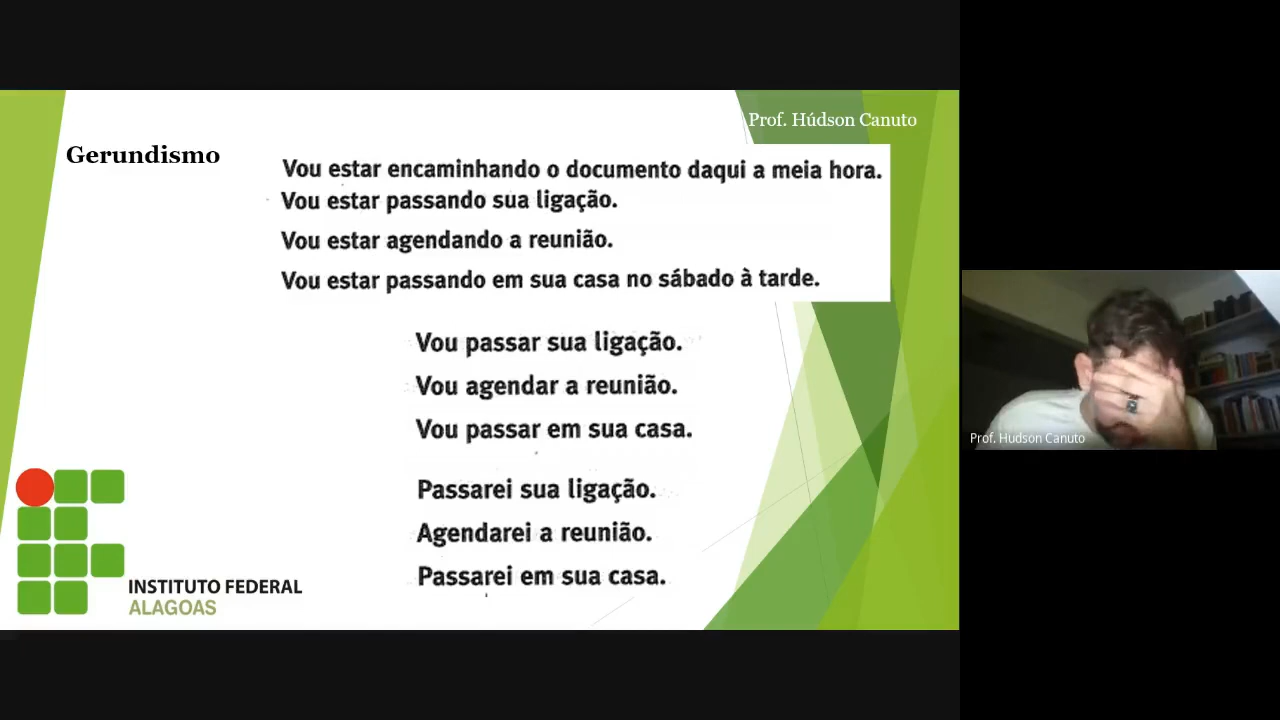 Prof. Húdson Canuto
Gerundismo
Vou estar encaminhando o documento daqui a meia hora.
Vou estar passando sua ligação.
Vou estar agendando a reunião.
Vou estar passando em sua casa no sábado à tarde.
Vou passar sua ligação.
Vou agendar a reunião.
Vou passar em sua casa.
Passarei sua ligação.
Agendarei a reunião.
Passarei em sua casa.
INSTITUTO FEDERAL
ALAGOAS
Prof. Hudson Canuto